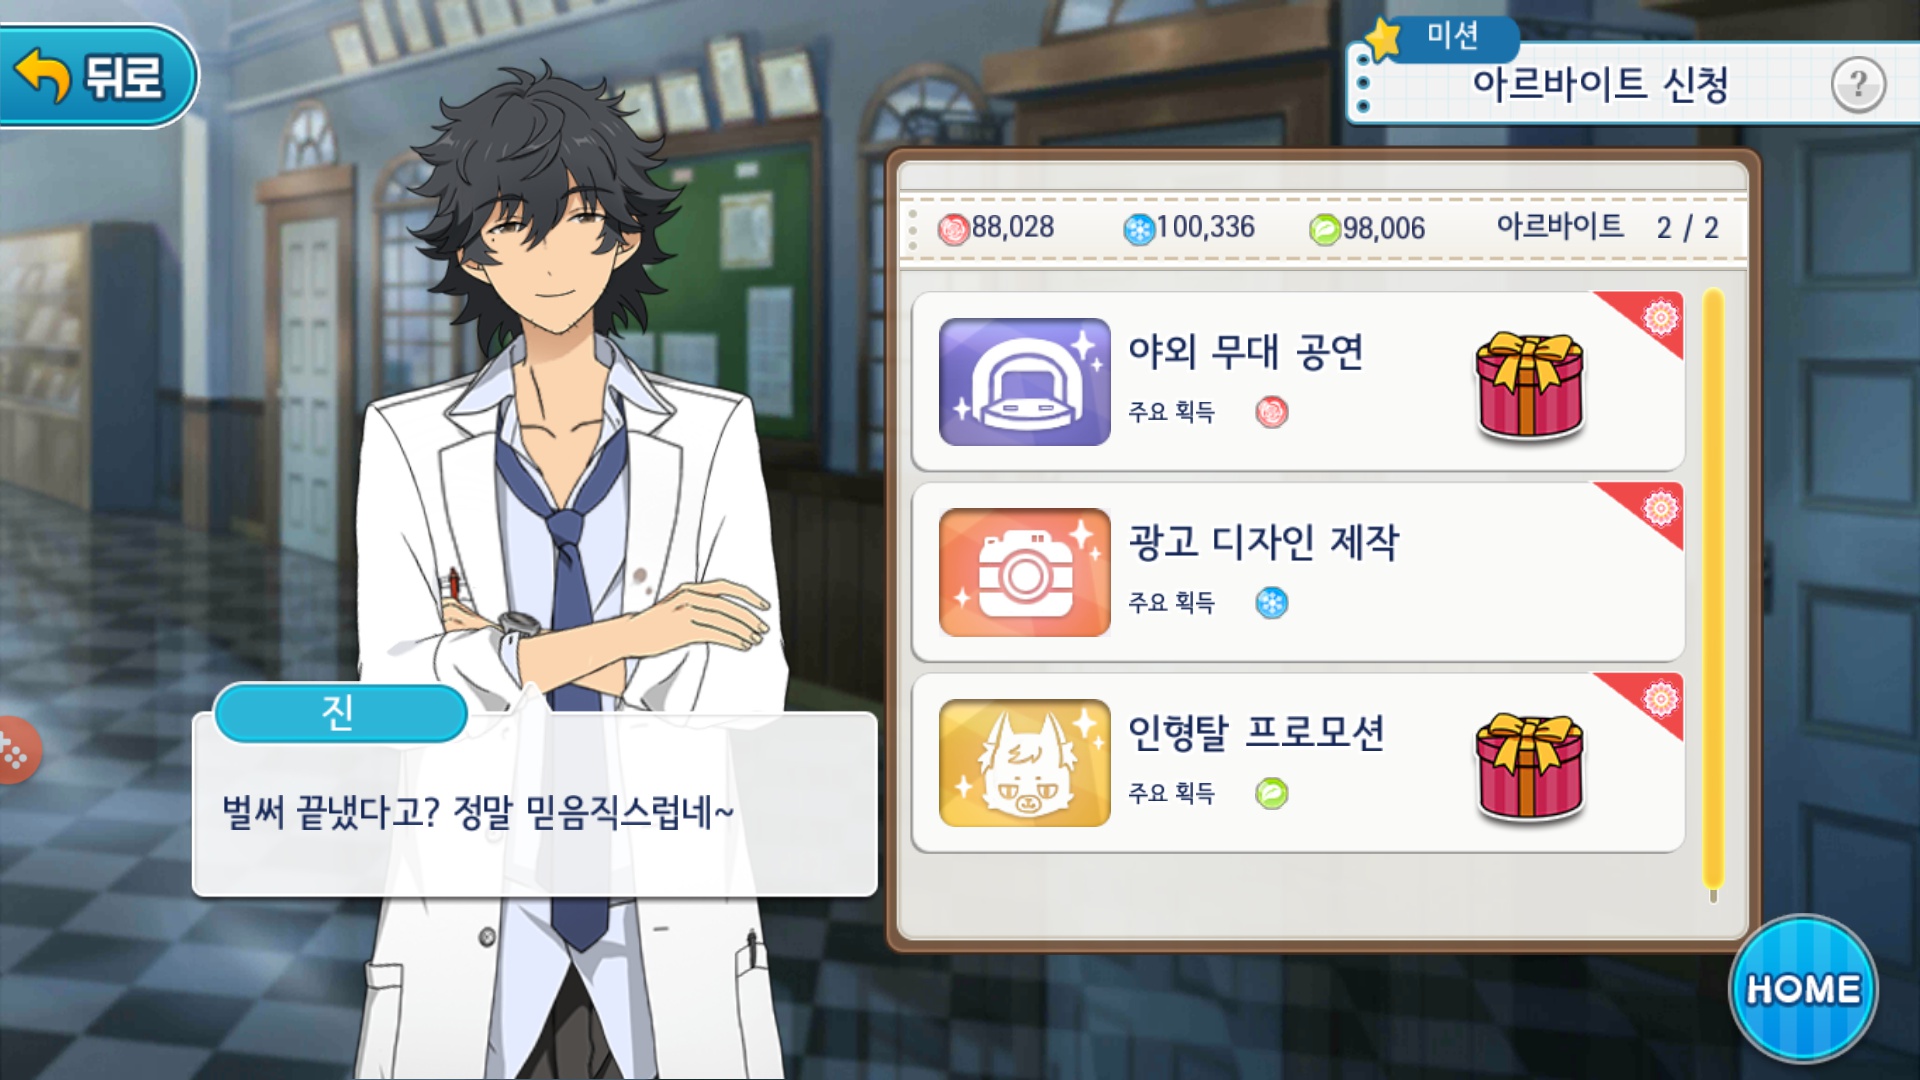 뒤로
미션
아르바이트 신청
?
88,028 100,336 98,006 아르바이트 2 / 2
야외 무대 공연
주요 획득
광고 디자인 제작
주요 획득
인형탈 프로모션
주요 획득
진
벌써 끝냈다고? 정말 믿음직스럽네~
HOME